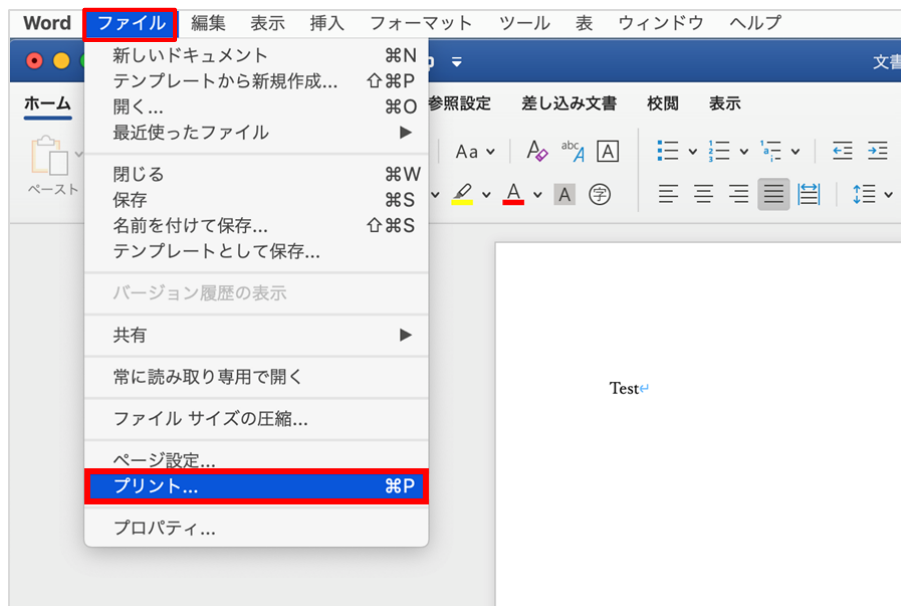 Word ファイル 編集 表示 挿入 フォーマット ツール 表 ウィンドウ ヘルプ
文書
ホーム 参照設定 差し込み文書 校閲 表示
ペースト
Aa
新しいドキュメント ⌘N
テンプレートから新規作成... ⇧⌘P
開く... ⌘O
最近使ったファイル ▶
閉じる ⌘W
保存 ⌘S
名前を付けて保存... ⇧⌘S
テンプレートとして保存...
バージョン履歴の表示
共有 ▶
常に読み取り専用で開く
ファイル サイズの圧縮...
ページ設定...
プリント... ⌘P
プロパティ...
Test↵